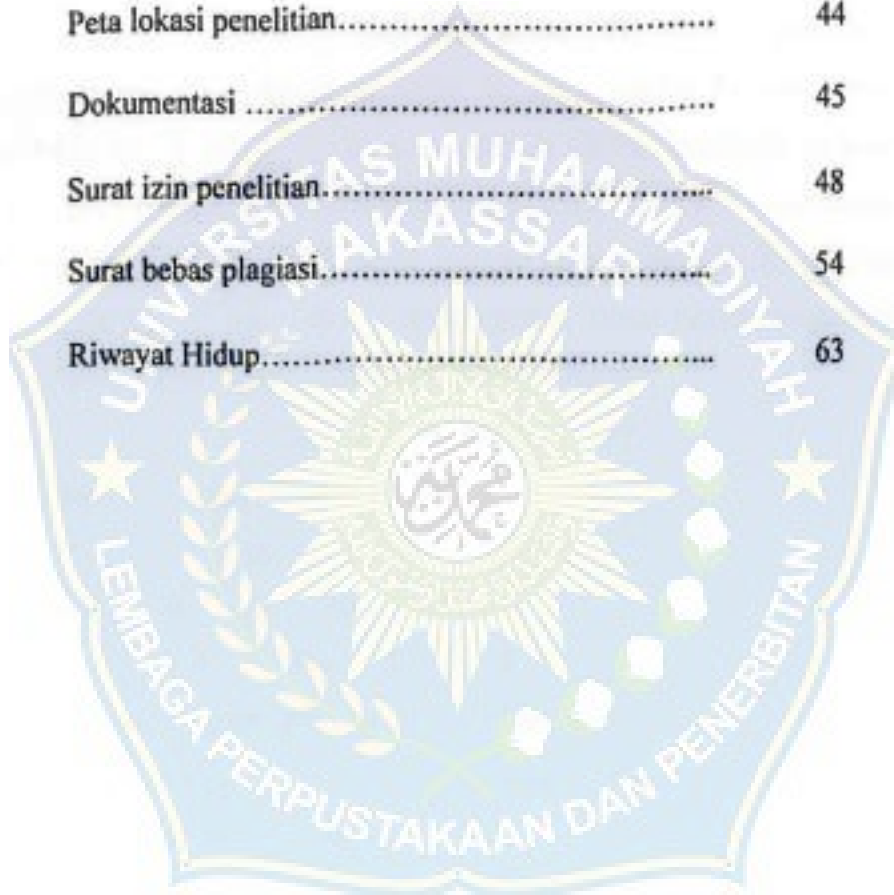 Peta lokasi penelitian........................................ 44
Dokumentasi .................................................. 45
Surat izin penelitian.......................................... 48
Surat bebas plagiasi.......................................... 54
Riwayat Hidup................................................ 63
UNIVERSITAS MUHAMMADIYAH
MAKASSAR
LEMBAGA PERPUSTAKAAN DAN PENERBITAN